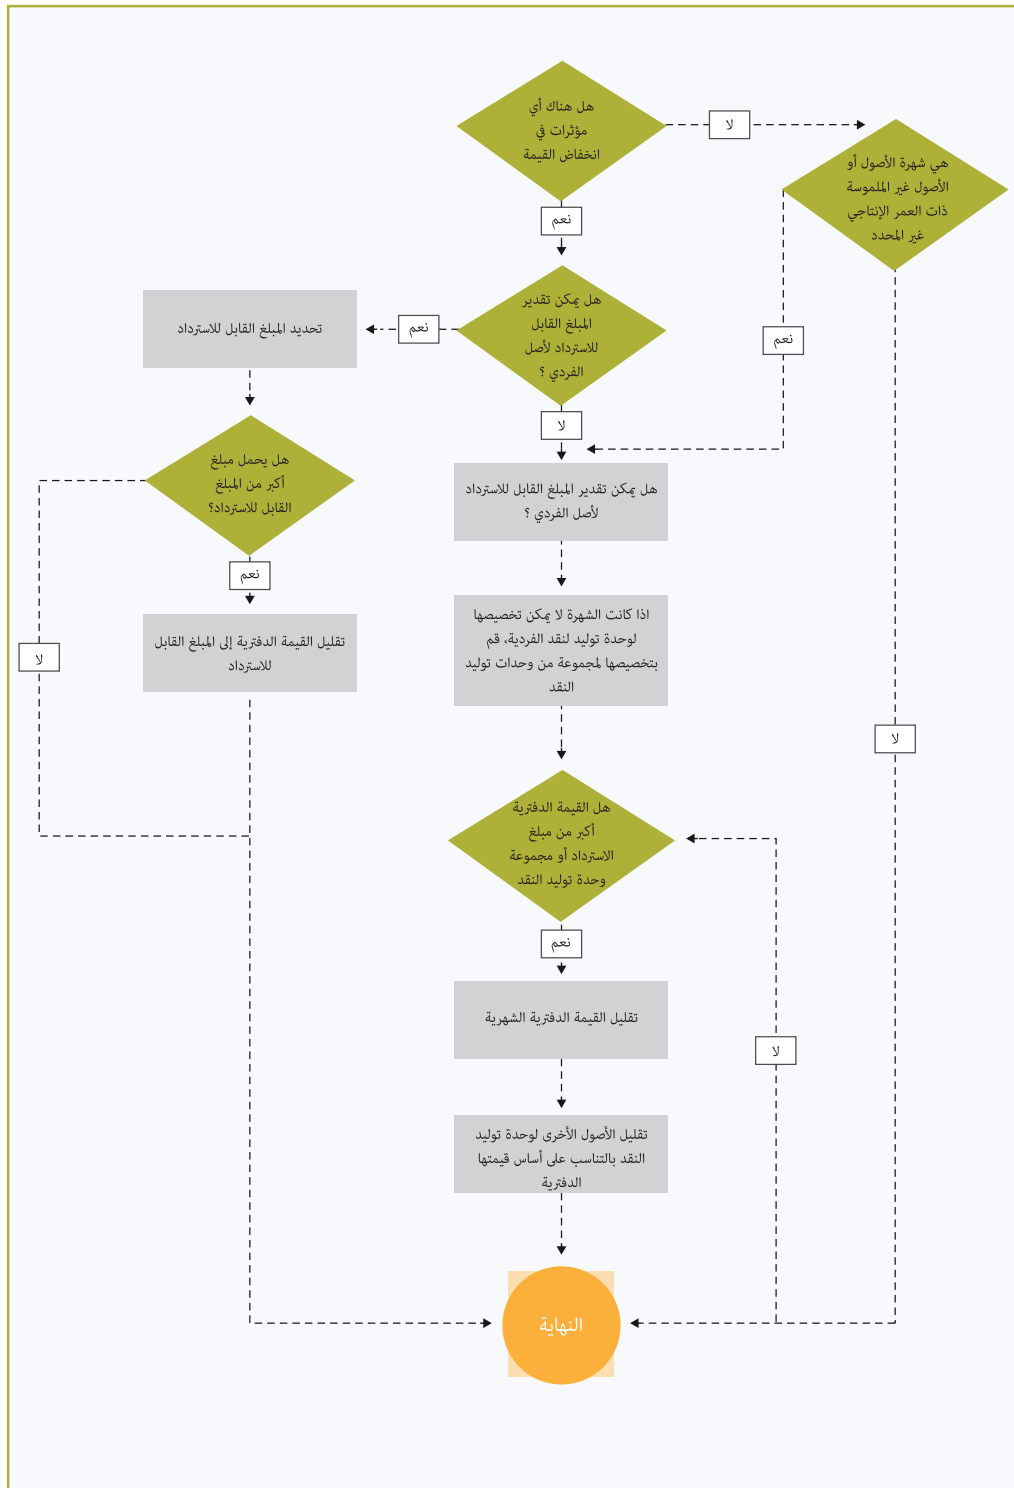 هل هناك أي
مؤثرات في
انخفاض القيمة
لا
هي شهرة الأصول أو
الأصول غير الملموسة
ذات العمر الإنتاجي
غير المحدد
نعم
هل يمكن تقدير
المبلغ القابل
للاسترداد لأصل
الفردي ؟
نعم
تحديد المبلغ القابل للاسترداد
نعم
لا
هل يحمل مبلغ
أكبر من المبلغ
القابل للاسترداد؟
هل يمكن تقدير المبلغ القابل للاسترداد
لأصل الفردي ؟
نعم
اذا كانت الشهرة لا يمكن تخصيصها
لوحدة توليد لنقد الفردية، قم
بتخصيصها لمجموعة من وحدات توليد
النقد
تقليل القيمة الدفترية إلى المبلغ القابل
للاسترداد
لا
لا
هل القيمة الدفترية
أكبر من مبلغ
الاسترداد أو مجموعة
وحدة توليد النقد
نعم
تقليل القيمة الدفترية الشهرية
لا
تقليل الأصول الأخرى لوحدة توليد
النقد بالتناسب على أساس قيمتها
الدفترية
النهاية